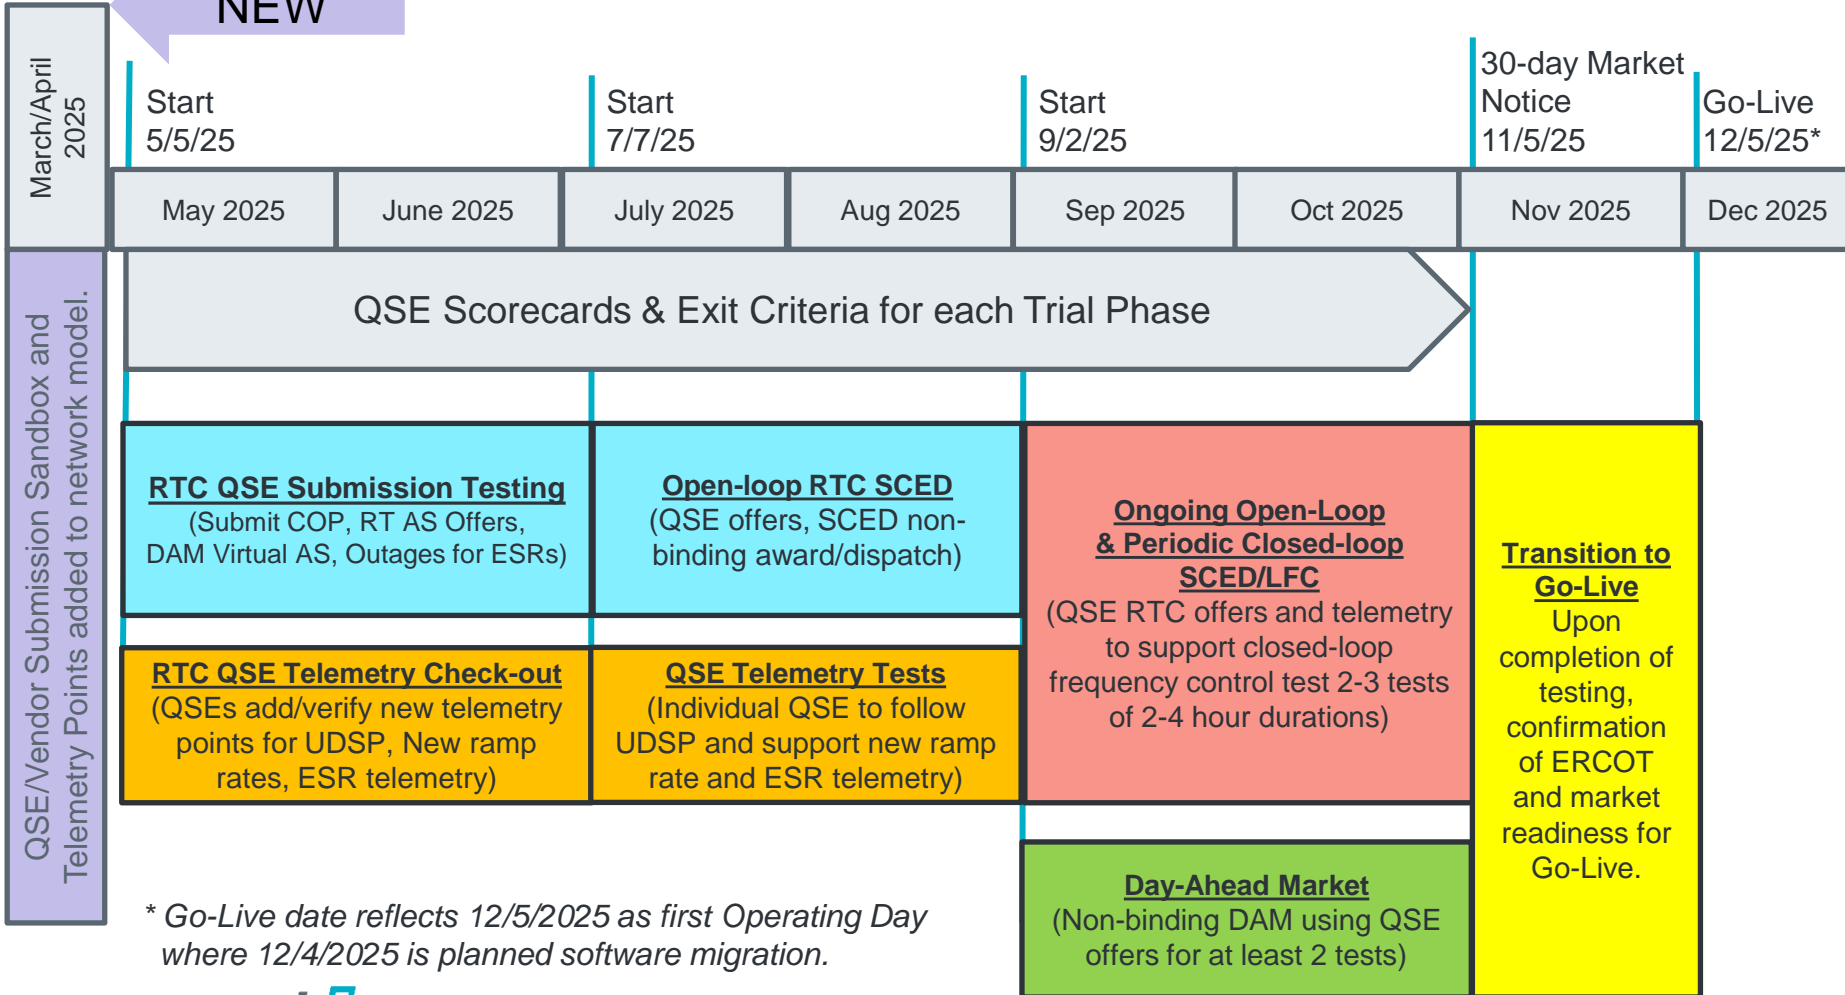 NEW
March/April
2025
Start
5/5/25
Start
7/7/25
Start
9/2/25
30-day Market
Notice
11/5/25
Go-Live
12/5/25*
May 2025
June 2025
July 2025
Aug 2025
Sep 2025
Oct 2025
Nov 2025
Dec 2025
QSE/Vendor Submission Sandbox and
Telemetry Points added to network model.
QSE Scorecards & Exit Criteria for each Trial Phase
RTC QSE Submission Testing
(Submit COP, RT AS Offers,
DAM Virtual AS, Outages for ESRs)
Open-loop RTC SCED
(QSE offers, SCED non-
binding award/dispatch)
Ongoing Open-Loop
& Periodic Closed-loop
SCED/LFC
(QSE RTC offers and telemetry
to support closed-loop
frequency control test 2-3 tests
of 2-4 hour durations)
Transition to
Go-Live
Upon
completion of
testing,
confirmation
of ERCOT
and market
readiness for
Go-Live.
RTC QSE Telemetry Check-out
(QSEs add/verify new telemetry
points for UDSP, New ramp
rates, ESR telemetry)
QSE Telemetry Tests
(Individual QSE to follow
UDSP and support new ramp
rate and ESR telemetry)
Day-Ahead Market
(Non-binding DAM using QSE
offers for at least 2 tests)
* Go-Live date reflects 12/5/2025 as first Operating Day
where 12/4/2025 is planned software migration.